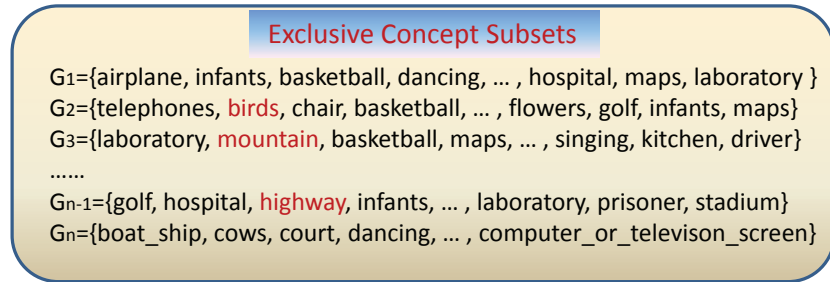 Exclusive Concept Subsets
G1={airplane, infants, basketball, dancing, ... , hospital, maps, laboratory }
G2={telephones, birds, chair, basketball, ... , flowers, golf, infants, maps}
G3={laboratory, mountain, basketball, maps, ... , singing, kitchen, driver}
......
Gn-1={golf, hospital, highway, infants, ... , laboratory, prisoner, stadium}
Gn={boat_ship, cows, court, dancing, ... , computer_or_televison_screen}